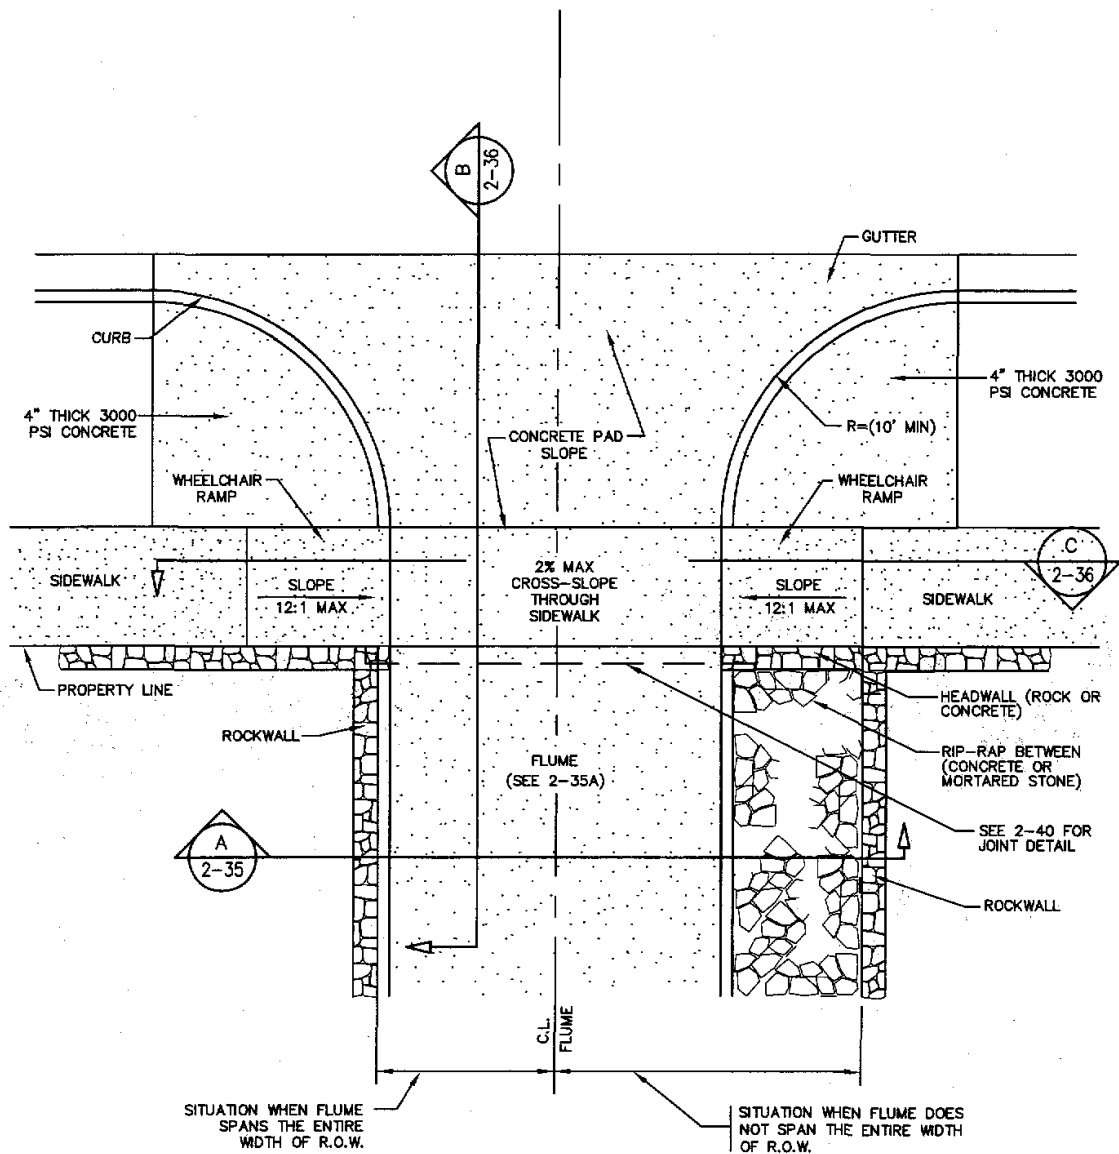 B
2-36
GUTTER
CURB
4" THICK 3000
PSI CONCRETE
4" THICK 3000
PSI CONCRETE
R=(10' MIN)
CONCRETE PAD
SLOPE
WHEELCHAIR
RAMP
WHEELCHAIR
RAMP
C
2-36
SIDEWALK
SLOPE
12:1 MAX
2% MAX
CROSS-SLOPE
THROUGH
SIDEWALK
SLOPE
12:1 MAX
SIDEWALK
PROPERTY LINE
HEADWALL (ROCK OR
CONCRETE)
ROCKWALL
FLUME
(SEE 2-35A)
RIP-RAP BETWEEN
(CONCRETE OR
MORTARED STONE)
SEE 2-40 FOR
JOINT DETAIL
A
2-35
ROCKWALL
C.L.
FLUME
SITUATION WHEN FLUME
SPANS THE ENTIRE
WIDTH OF R.O.W.
SITUATION WHEN FLUME DOES
NOT SPAN THE ENTIRE WIDTH
OF R.O.W.